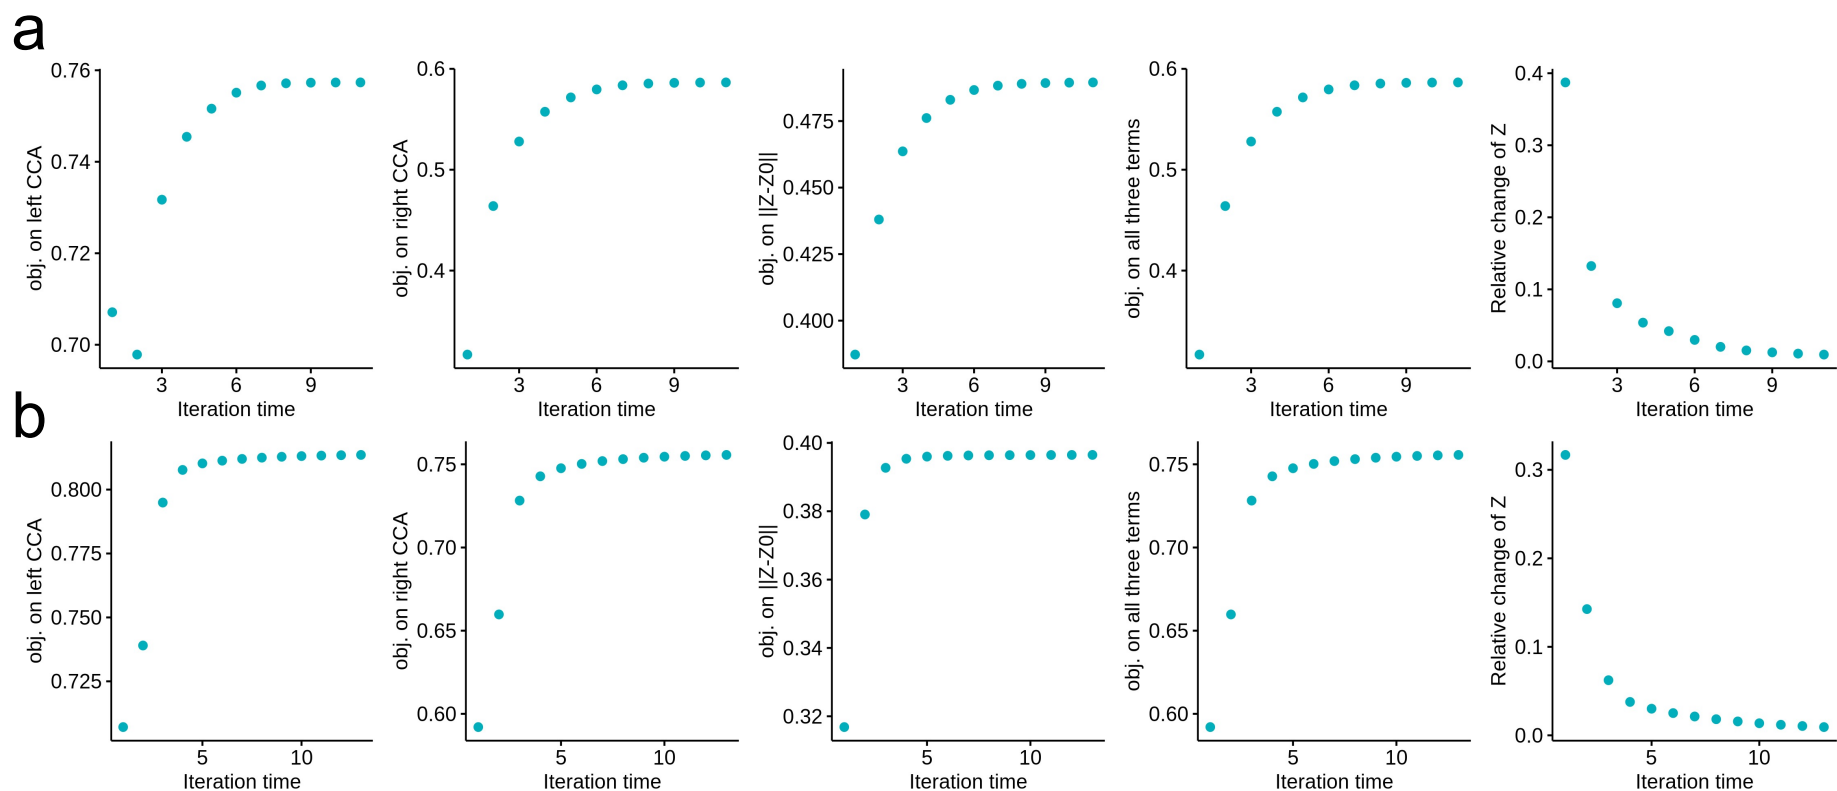 a
obj. on left CCA
0.76
0.74
0.72
0.70
3 6 9
Iteration time
obj. on right CCA
0.6
0.5
0.4
3 6 9
Iteration time
obj. on ||Z-Z0||
0.475
0.450
0.425
0.400
3 6 9
Iteration time
obj. on all three terms
0.6
0.5
0.4
3 6 9
Iteration time
Relative change of Z
0.4
0.3
0.2
0.1
0.0
3 6 9
Iteration time
b
obj. on left CCA
0.800
0.775
0.750
0.725
5 10
Iteration time
obj. on right CCA
0.75
0.70
0.65
0.60
5 10
Iteration time
obj. on ||Z-Z0||
0.40
0.38
0.36
0.34
0.32
5 10
Iteration time
obj. on all three terms
0.75
0.70
0.65
0.60
5 10
Iteration time
Relative change of Z
0.3
0.2
0.1
0.0
5 10
Iteration time